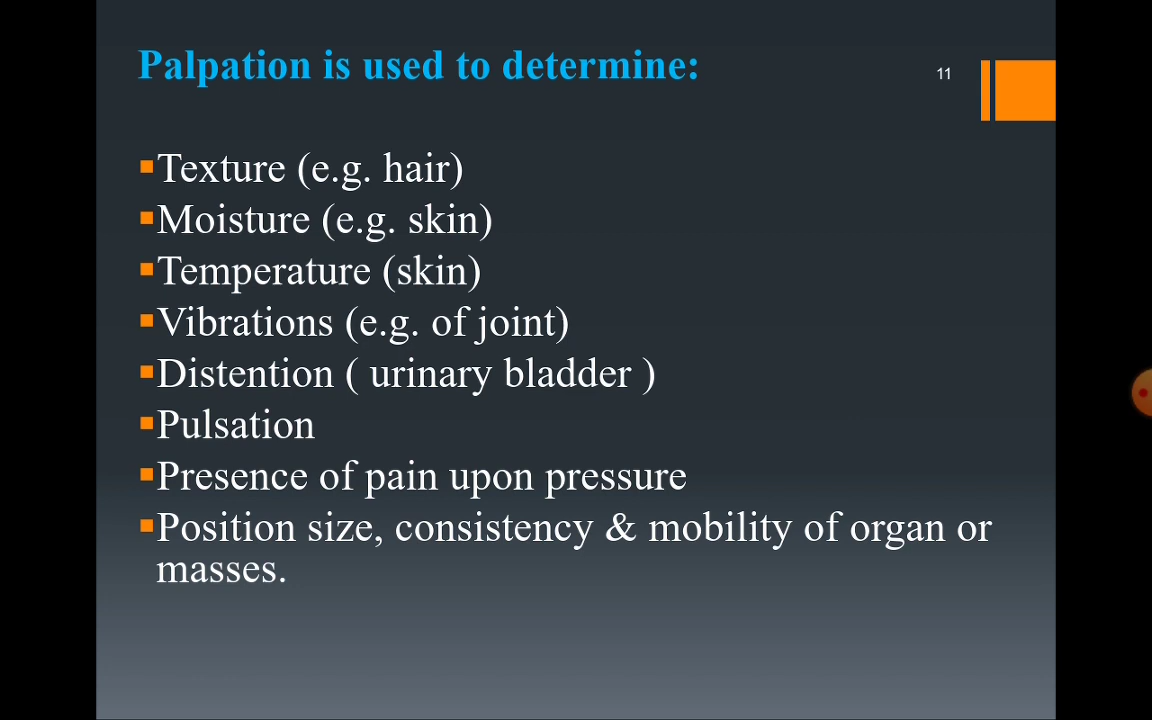 Palpation is used to determine:
11
▪Texture (e.g. hair)
▪Moisture (e.g. skin)
▪Temperature (skin)
▪Vibrations (e.g. of joint)
▪Distention ( urinary bladder )
▪Pulsation
▪Presence of pain upon pressure
▪Position size, consistency & mobility of organ or
masses.